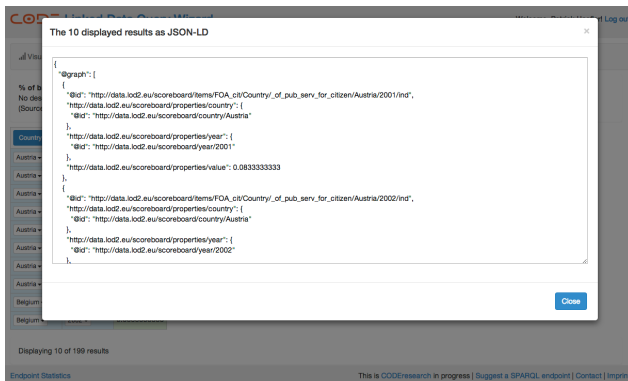 CODE Linked Data Query Wizard
Log out
The 10 displayed results as JSON-LD
×
Visu
% of b
No des
(Source
Country
Austria
Austria
Austria
Austria
Austria
Austria
Austria
Austria
Belgium
Belgium
{
"@graph": [
{
"@id": "http://data.lod2.eu/scoreboard/items/FOA_cit/Country/_of_pub_serv_for_citizen/Austria/2001/ind",
"http://data.lod2.eu/scoreboard/properties/country": {
"@id": "http://data.lod2.eu/scoreboard/country/Austria"
},
"http://data.lod2.eu/scoreboard/properties/year": {
"@id": "http://data.lod2.eu/scoreboard/year/2001"
},
"http://data.lod2.eu/scoreboard/properties/value": 0.0833333333
},
{
"@id": "http://data.lod2.eu/scoreboard/items/FOA_cit/Country/_of_pub_serv_for_citizen/Austria/2002/ind",
"http://data.lod2.eu/scoreboard/properties/country": {
"@id": "http://data.lod2.eu/scoreboard/country/Austria"
},
"http://data.lod2.eu/scoreboard/properties/year": {
"@id": "http://data.lod2.eu/scoreboard/year/2002"
},
Close
Displaying 10 of 199 results
Endpoint Statistics
This is CODEresearch in progress | Suggest a SPARQL endpoint | Contact | Imprin